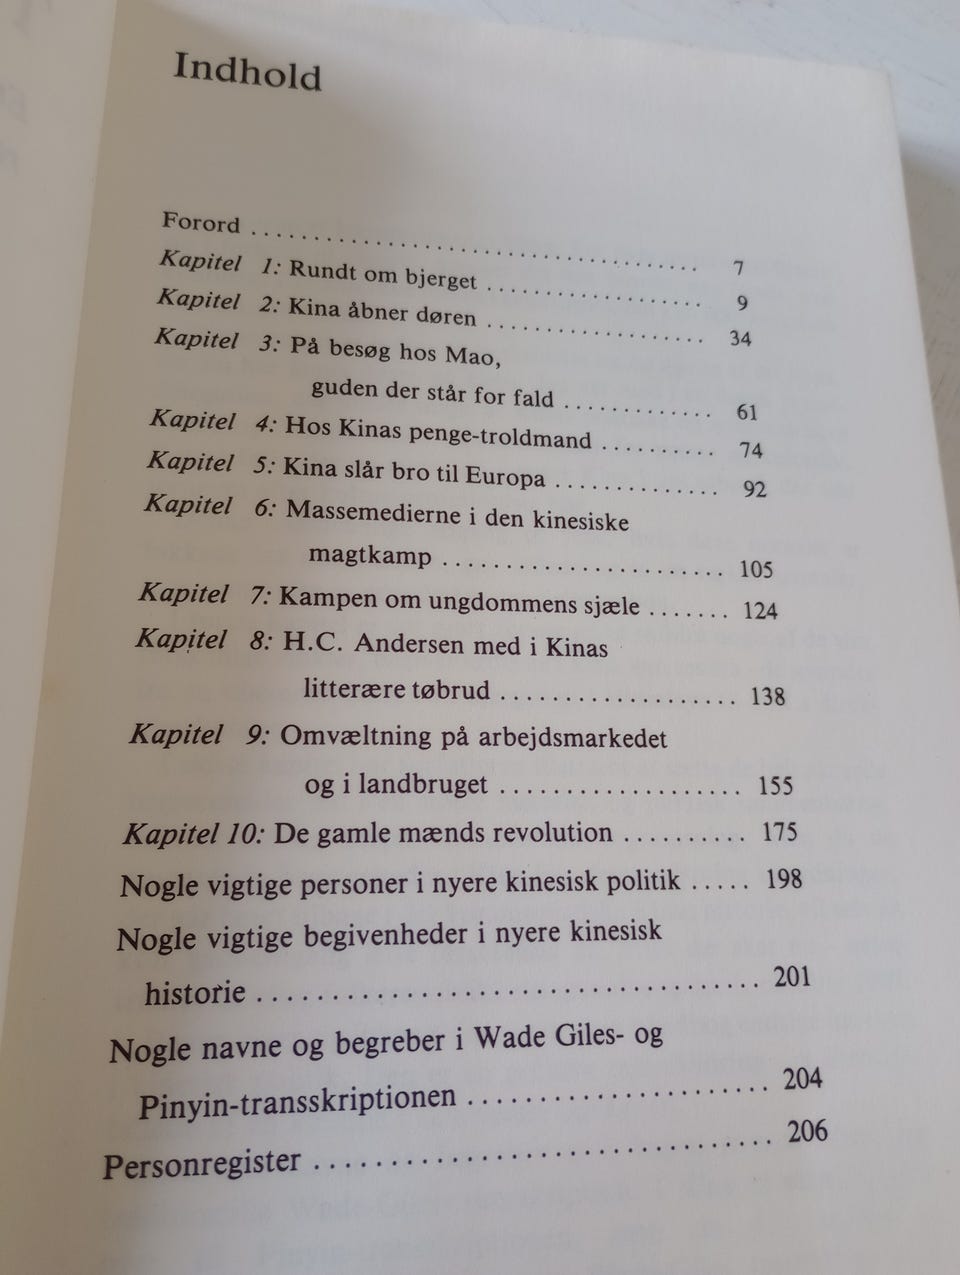 Indhold
Forord . . . . . . . . . . . . . . . . . . . . . . . . . . . . . . . . . . 7
Kapitel 1: Rundt om bjerget . . . . . . . . . . . . . . . . . . 9
Kapitel 2: Kina åbner døren . . . . . . . . . . . . . . . . . . 34
Kapitel 3: På besøg hos Mao,
guden der står for fald . . . . . . . . . . . . 61
Kapitel 4: Hos Kinas penge-troldmand . . . . . . . . . 74
Kapitel 5: Kina slår bro til Europa . . . . . . . . . . . . . 92
Kapitel 6: Massemedierne i den kinesiske
magtkamp . . . . . . . . . . . . . . . . . . . . . . 105
Kapitel 7: Kampen om ungdommens sjæle . . . . . . . 124
Kapitel 8: H.C. Andersen med i Kinas
litterære tøbrud . . . . . . . . . . . . . . . . . . . 138
Kapitel 9: Omvæltning på arbejdsmarkedet
og i landbruget . . . . . . . . . . . . . . . . . . . 155
Kapitel 10: De gamle mænds revolution . . . . . . . . . . 175
Nogle vigtige personer i nyere kinesisk politik . . . . . 198
Nogle vigtige begivenheder i nyere kinesisk
historie . . . . . . . . . . . . . . . . . . . . . . . . . . . . . . . . . . 201
Nogle navne og begreber i Wade Giles- og
Pinyin-transskriptionen . . . . . . . . . . . . . . . . . . . . 204
Personregister . . . . . . . . . . . . . . . . . . . . . . . . . . . . . . 206